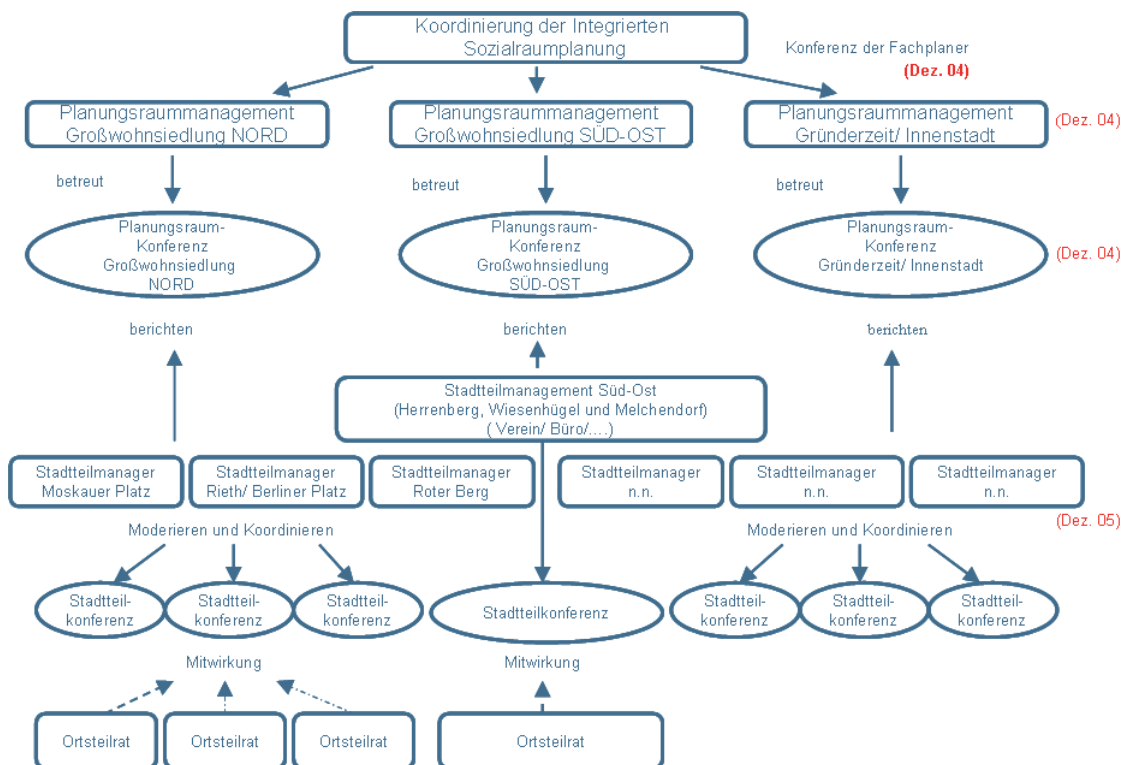 Koordinierung der Integrierten
Sozialraumplanung
Konferenz der Fachplaner
(Dez. 04)
Planungsraummanagement
Großwohnsiedlung NORD
Planungsraummanagement
Großwohnsiedlung SÜD-OST
Planungsraummanagement
Gründerzeit/ Innenstadt
(Dez. 04)
betreut
betreut
betreut
Planungsraum-
Konferenz
Großwohnsiedlung
NORD
Planungsraum-
Konferenz
Großwohnsiedlung
SÜD-OST
Planungsraum-
Konferenz
Gründerzeit/ Innenstadt
(Dez. 04)
berichten
berichten
berichten
Stadtteilmanagement Süd-Ost
(Herrenberg, Wiesenhügel und Melchendorf)
( Verein/ Büro/....)
Stadtteilmanager
Moskauer Platz
Stadtteilmanager
Rieth/ Berliner Platz
Stadtteilmanager
Roter Berg
Stadtteilmanager
n.n.
Stadtteilmanager
n.n.
Stadtteilmanager
n.n.
(Dez. 05)
Moderieren und Koordinieren
Moderieren und Koordinieren
Stadtteil-
konferenz
Stadtteil-
konferenz
Stadtteil-
konferenz
Stadtteilkonferenz
Stadtteil-
konferenz
Stadtteil-
konferenz
Stadtteil-
konferenz
Mitwirkung
Mitwirkung
Ortsteilrat
Ortsteilrat
Ortsteilrat
Ortsteilrat